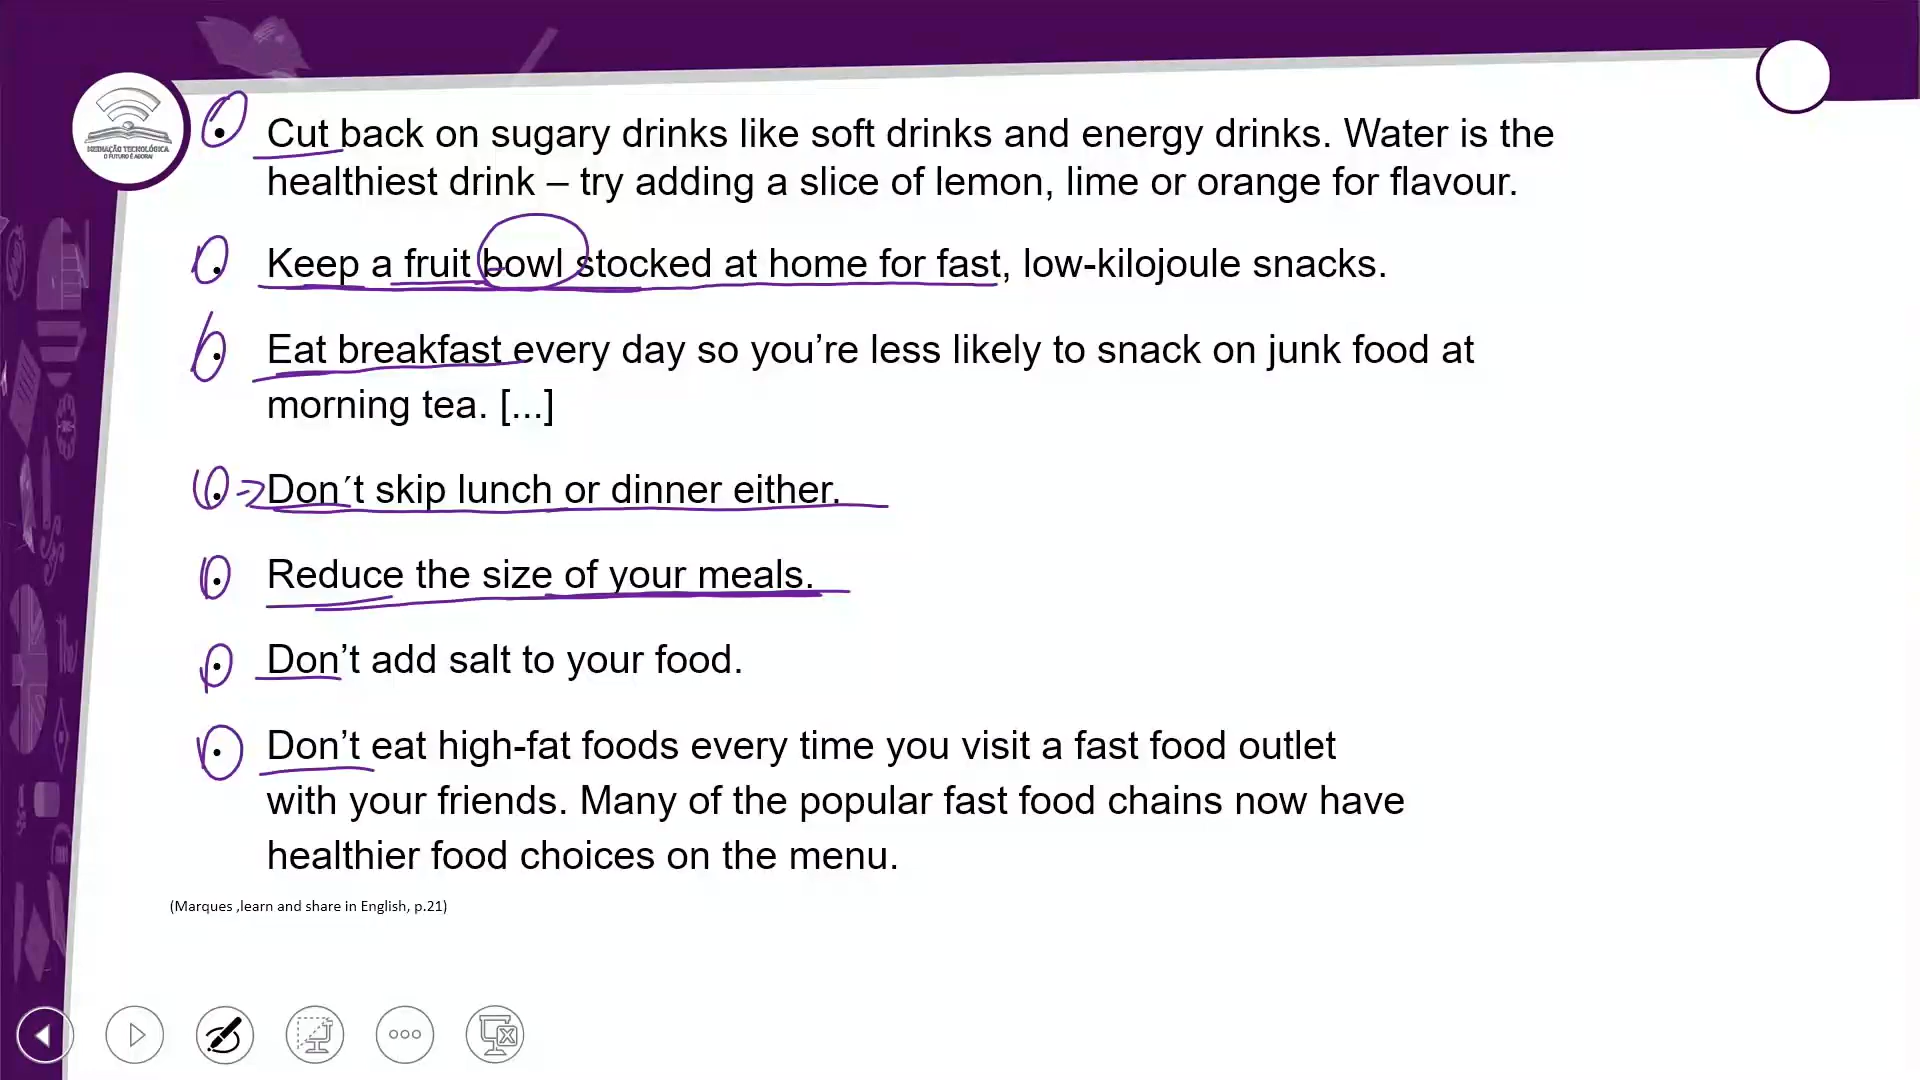 MEDIAÇÃO TECNOLÓGICA
O FUTURO É AGORA!
• Cut back on sugary drinks like soft drinks and energy drinks. Water is the
healthiest drink – try adding a slice of lemon, lime or orange for flavour.
• Keep a fruit bowl stocked at home for fast, low-kilojoule snacks.
• Eat breakfast every day so you’re less likely to snack on junk food at
morning tea. [...]
• Don´t skip lunch or dinner either.
• Reduce the size of your meals.
• Don’t add salt to your food.
• Don’t eat high-fat foods every time you visit a fast food outlet
with your friends. Many of the popular fast food chains now have
healthier food choices on the menu.
(Marques ,learn and share in English, p.21)